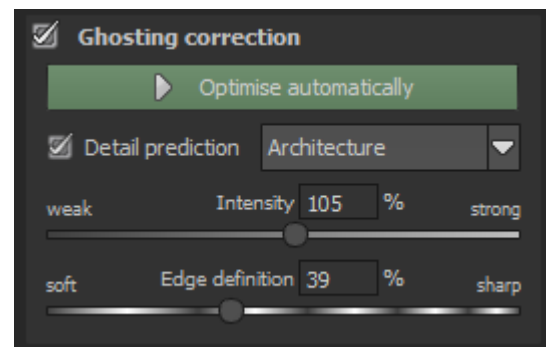 Ghosting correction
Optimise automatically
Detail prediction Architecture
weak Intensity 105 % strong
soft Edge definition 39 % sharp